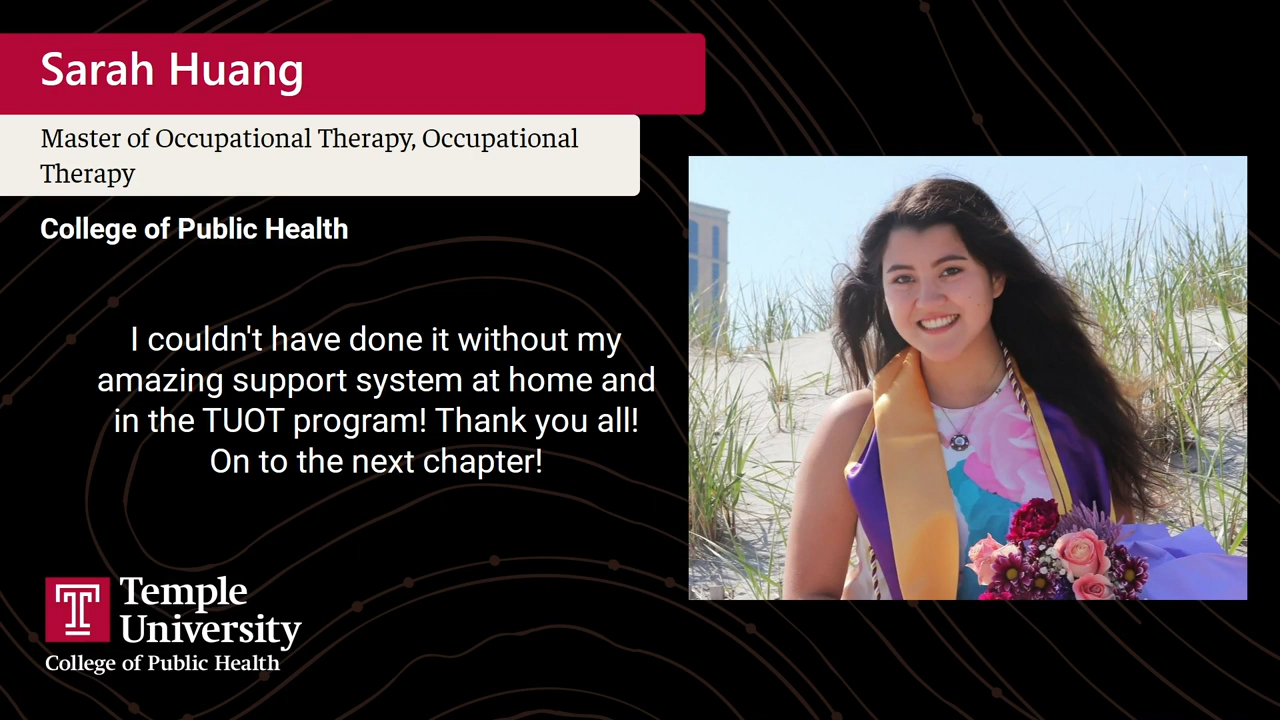 Sarah Huang
Master of Occupational Therapy, Occupational
Therapy
College of Public Health
I couldn't have done it without my
amazing support system at home and
in the TUOT program! Thank you all!
On to the next chapter!
Temple
University
College of Public Health